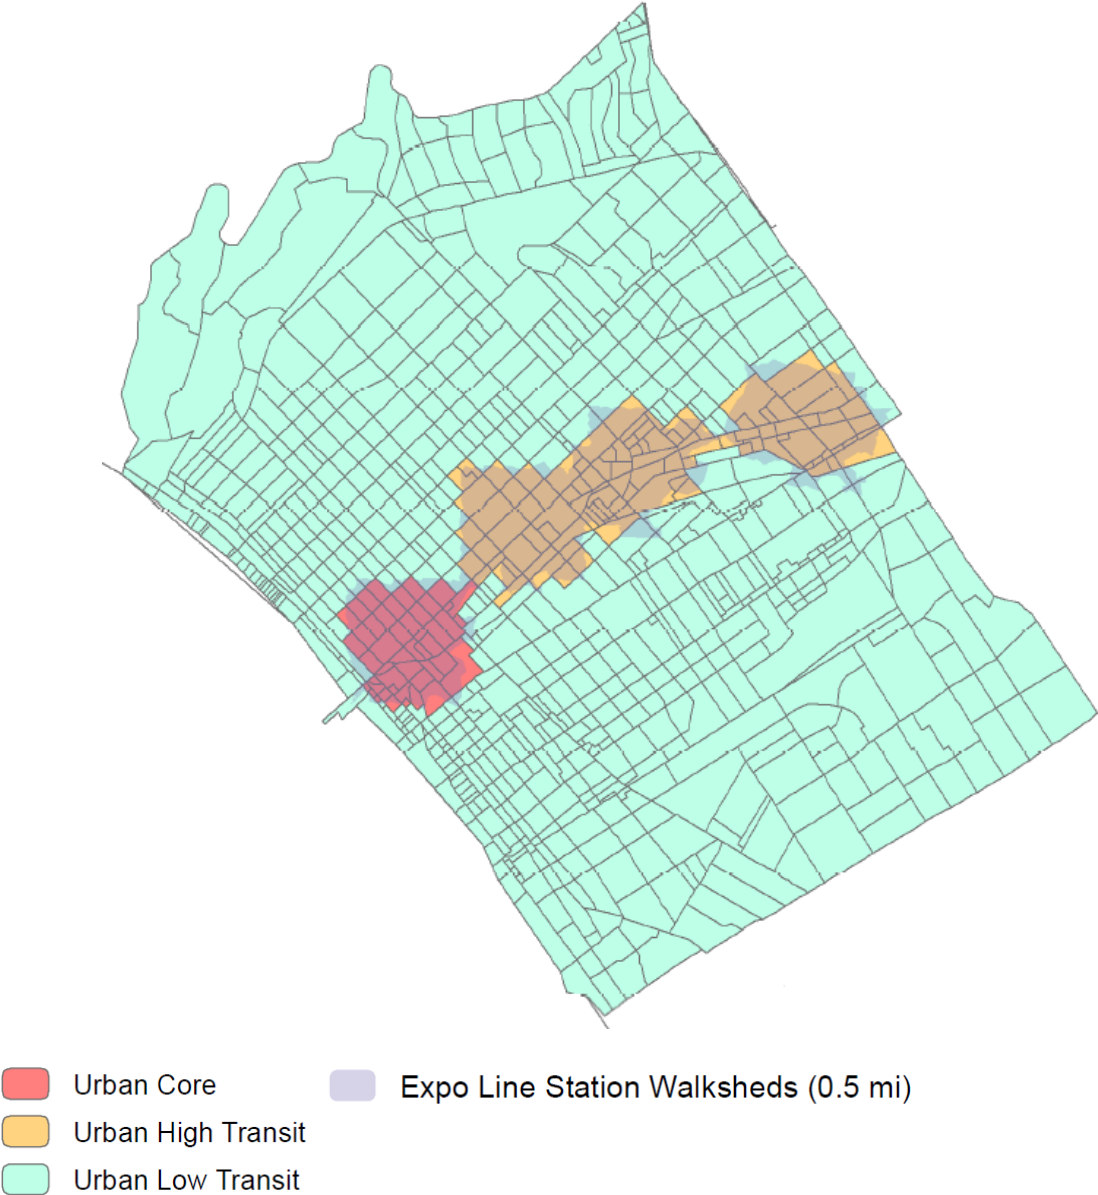 Urban Core
Expo Line Station Walksheds (0.5 mi)
Urban High Transit
Urban Low Transit